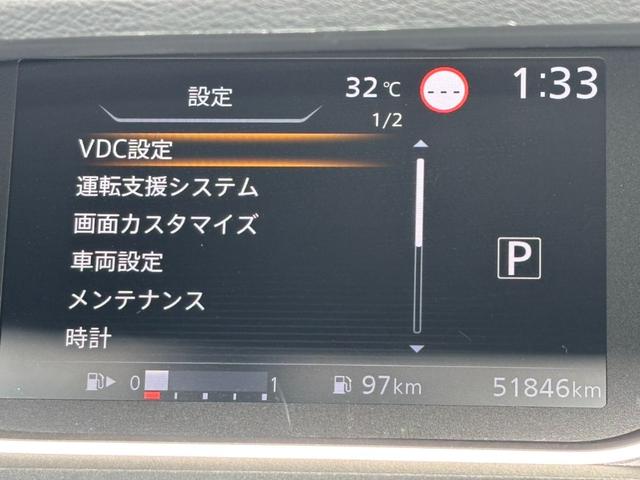 設定
32℃
---
1:33
1/2
VDC設定
運転支援システム
画面カスタマイズ
車両設定
メンテナンス
時計
P
0 1
97km
51846km